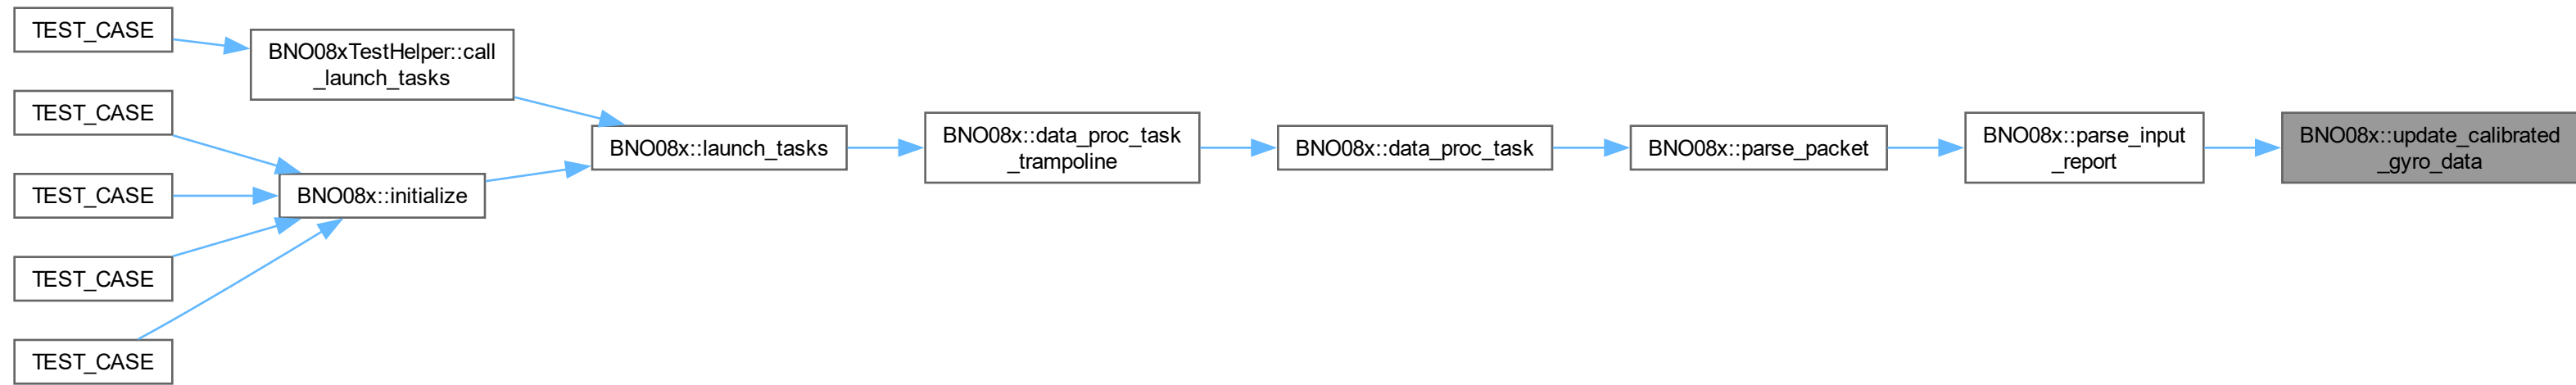 TEST_CASE
TEST_CASE
TEST_CASE
TEST_CASE
TEST_CASE
BNO08xTestHelper::call
_launch_tasks
BNO08x::initialize
BNO08x::launch_tasks
BNO08x::data_proc_task
_trampoline
BNO08x::data_proc_task
BNO08x::parse_packet
BNO08x::parse_input
_report
BNO08x::update_calibrated
_gyro_data